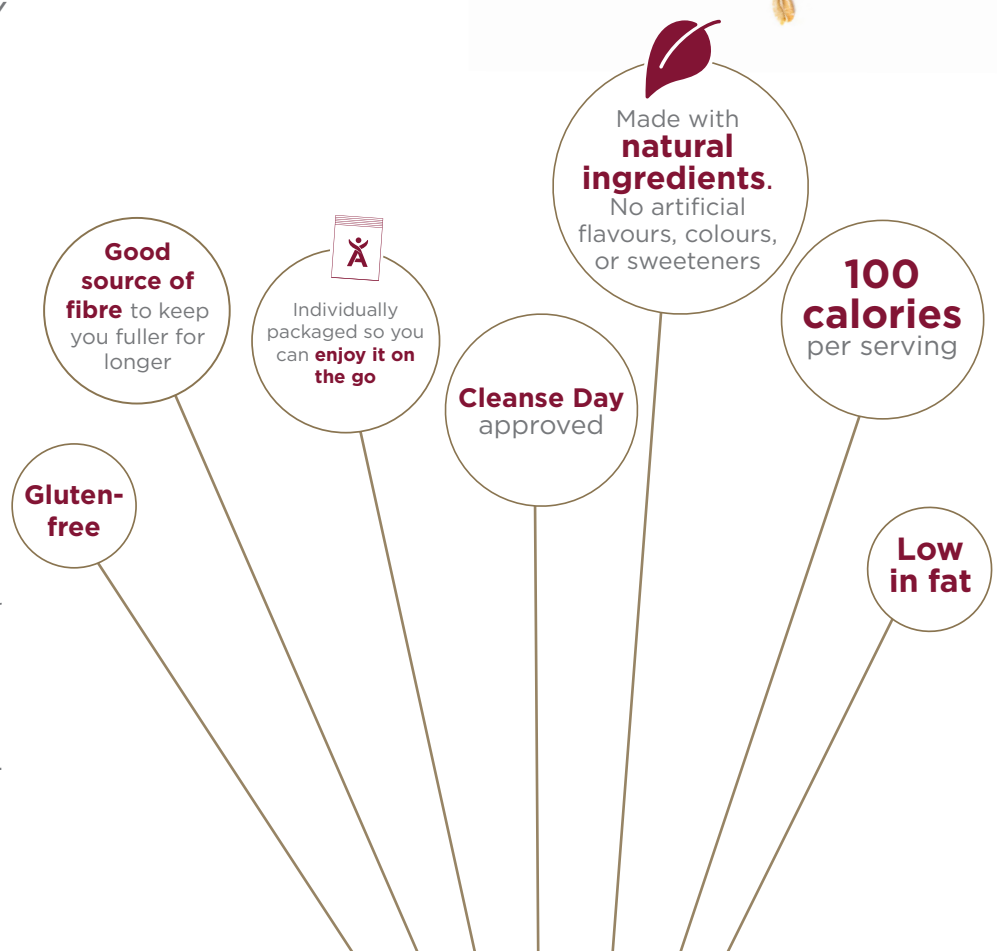 Good
source of
fibre to keep
you fuller for
longer
Individually
packaged so you
can enjoy it on
the go
Cleanse Day
approved
Made with
natural
ingredients.
No artificial
flavours, colours,
or sweeteners
100
calories
per serving
Gluten-
free
Low
in fat